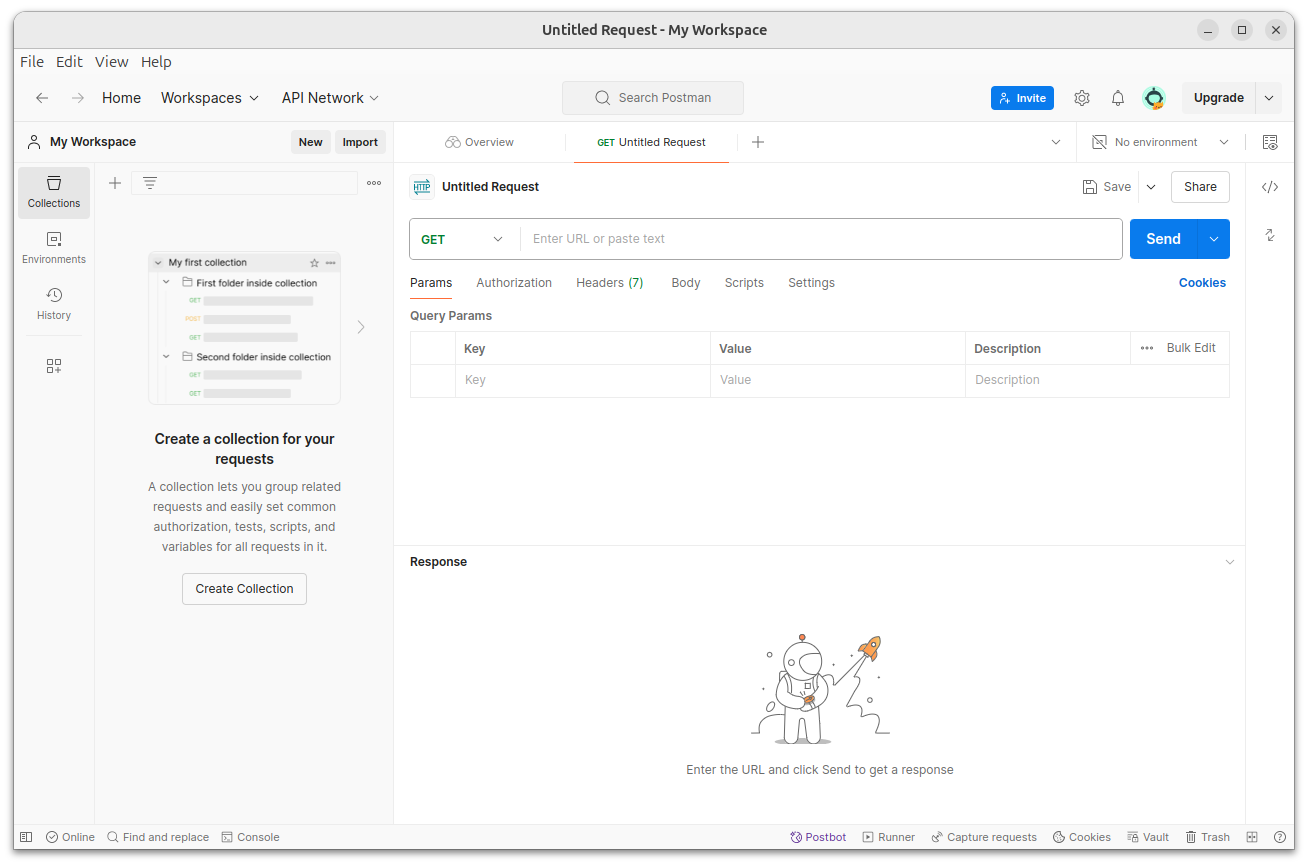 Untitled Request - My Workspace
File Edit View Help
Home Workspaces API Network Search Postman Invite Upgrade
My Workspace New Import Overview GET Untitled Request No environment
Collections
Environments
History
My first collection
First folder inside collection
GET
POST
GET
Second folder inside collection
GET
GET
Create a collection for your
requests
A collection lets you group related
requests and easily set common
authorization, tests, scripts, and
variables for all requests in it.
Create Collection
HTTP Untitled Request Save Share
GET Enter URL or paste text Send
Params Authorization Headers (7) Body Scripts Settings Cookies
Query Params
Key Value Description Bulk Edit
Key Value Description
Response
Enter the URL and click Send to get a response
Online Find and replace Console Postbot Runner Capture requests Cookies Vault Trash